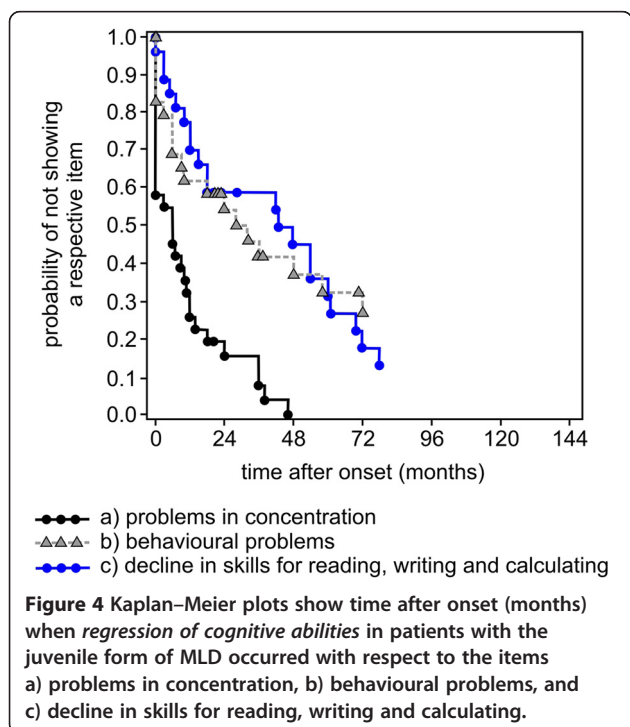 probability of not showing
a respective item
1.0
0.9
0.8
0.7
0.6
0.5
0.4
0.3
0.2
0.1
0.0
0 24 48 72 96 120 144
time after onset (months)
a) problems in concentration
b) behavioural problems
c) decline in skills for reading, writing and calculating
Figure 4 Kaplan–Meier plots show time after onset (months)
when regression of cognitive abilities in patients with the
juvenile form of MLD occurred with respect to the items
a) problems in concentration, b) behavioural problems, and
c) decline in skills for reading, writing and calculating.